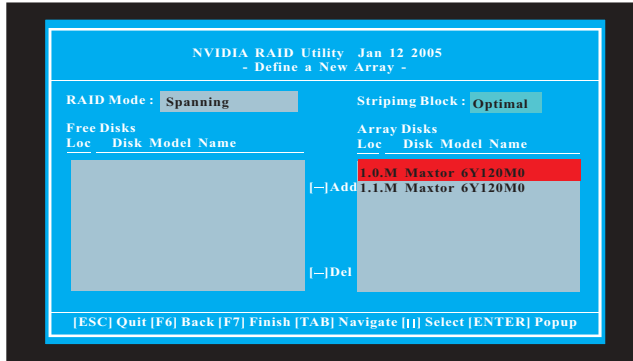 NVIDIA RAID Utility Jan 12 2005
- Define a New Array -
RAID Mode : Spanning
Stripimg Block : Optimal
Free Disks
Loc Disk Model Name
Array Disks
Loc Disk Model Name
1.0.M Maxtor 6Y120M0
1.1.M Maxtor 6Y120M0
[—]Add
[—]Del
[ESC] Quit [F6] Back [F7] Finish [TAB] Navigate [||] Select [ENTER] Popup